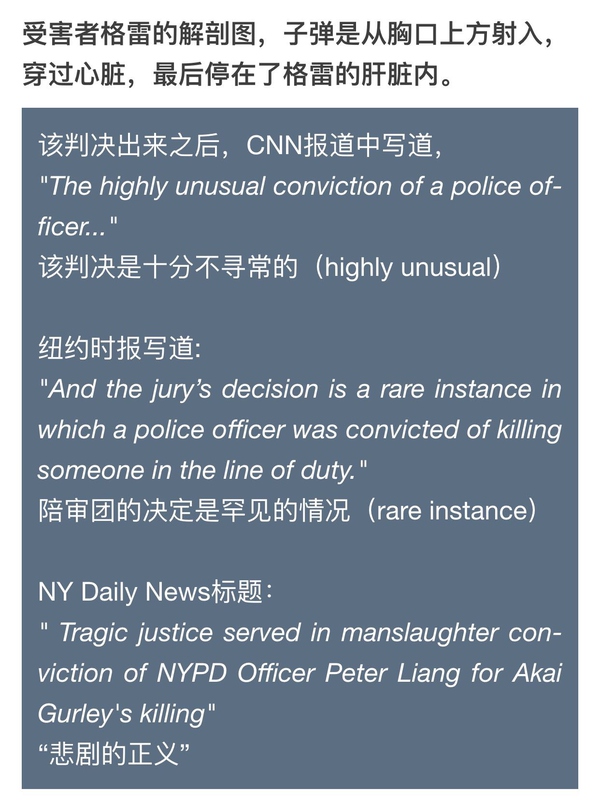 受害者格雷的解剖图，子弹是从胸口上方射入，
穿过心脏，最后停在了格雷的肝脏内。
该判决出来之后，CNN报道中写道，
"The highly unusual conviction of a police of-
ficer..."
该判决是十分不寻常的（highly unusual）
纽约时报写道:
"And the jury’s decision is a rare instance in
which a police officer was convicted of killing
someone in the line of duty."
陪审团的决定是罕见的情况（rare instance）
NY Daily News标题：
" Tragic justice served in manslaughter con-
viction of NYPD Officer Peter Liang for Akai
Gurley's killing"
“悲剧的正义”